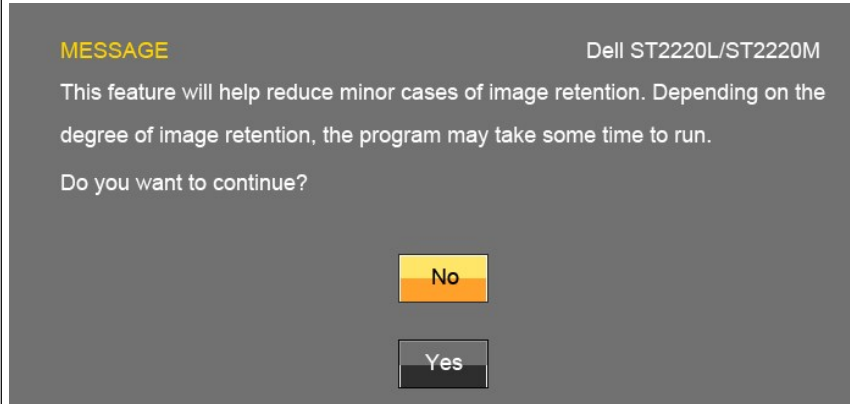 MESSAGE Dell ST2220L/ST2220M
This feature will help reduce minor cases of image retention. Depending on the
degree of image retention, the program may take some time to run.
Do you want to continue?
No
Yes